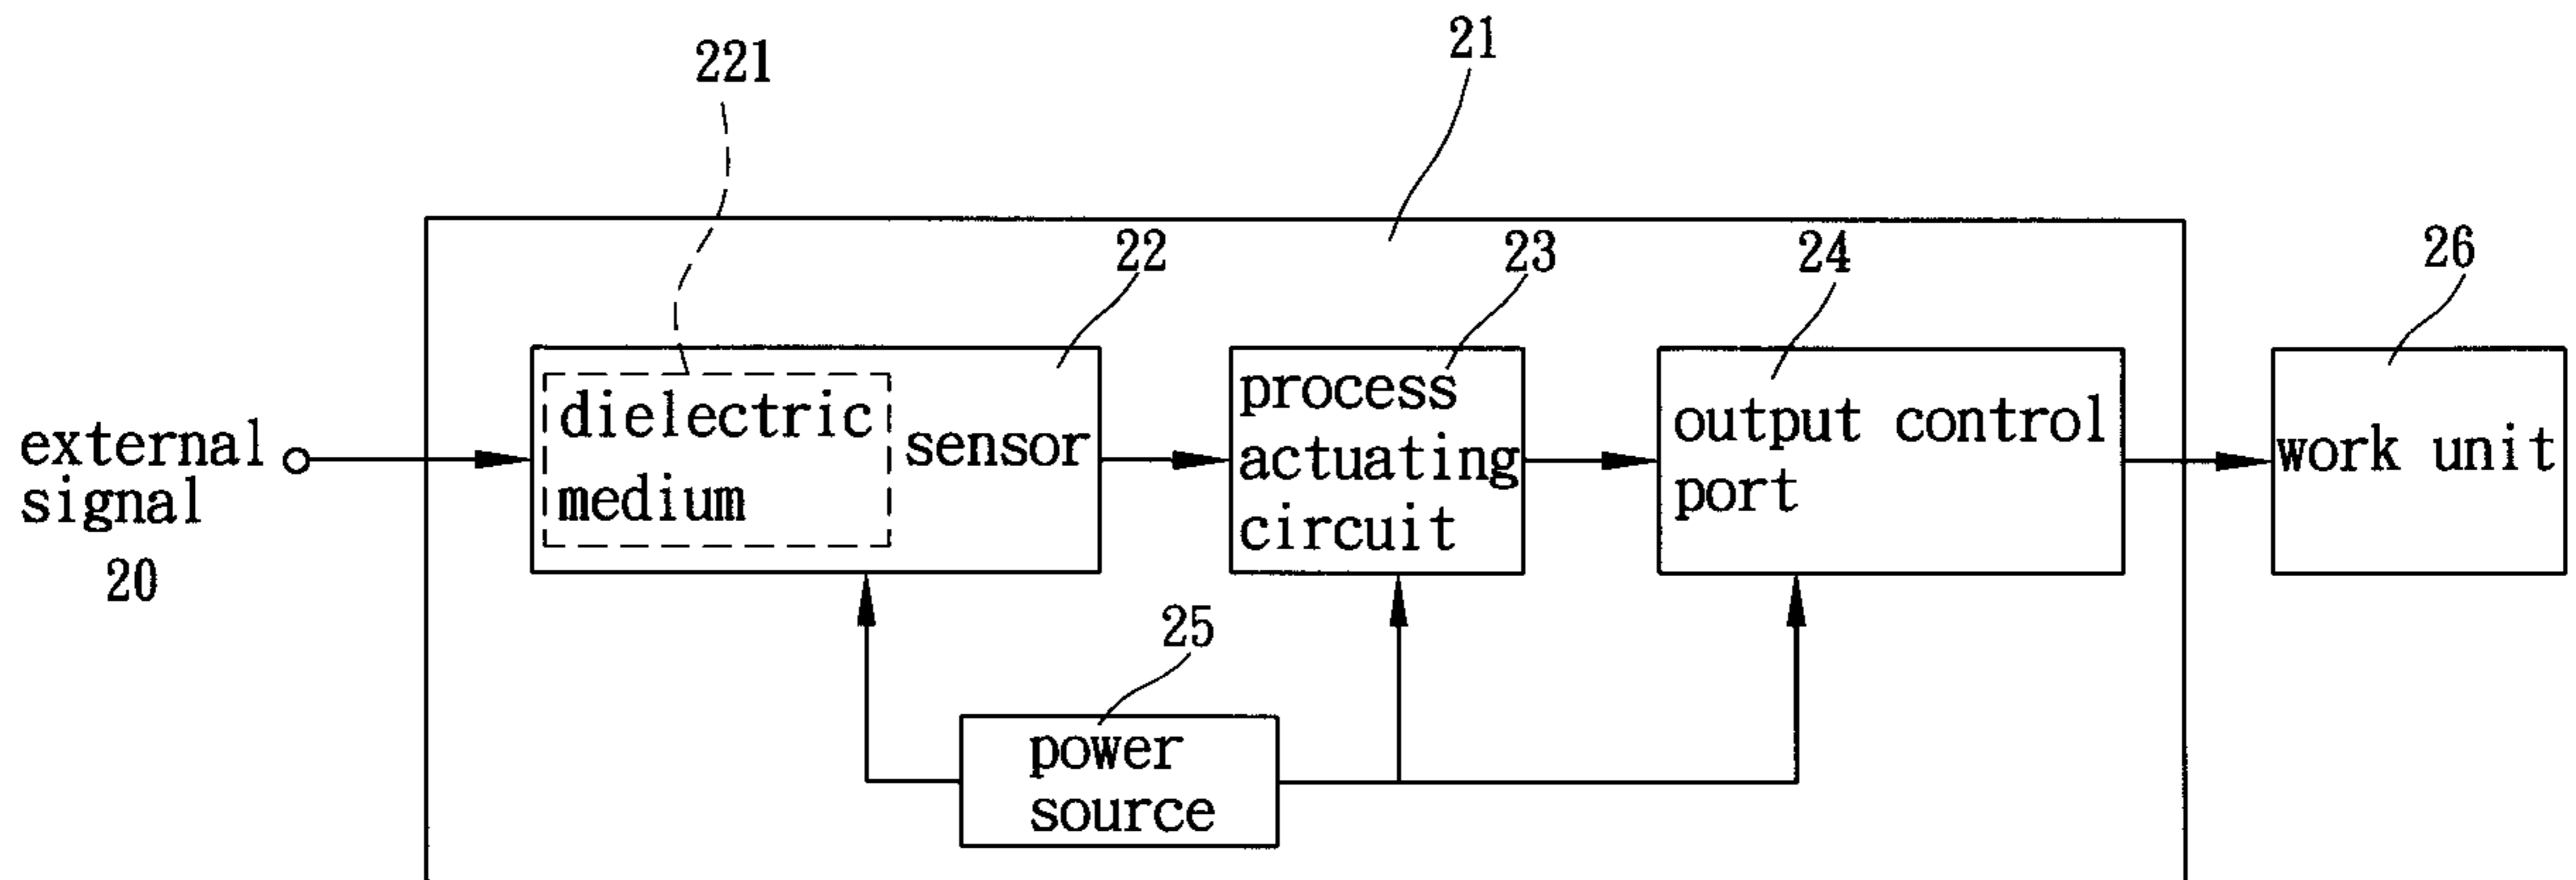 21
221
22
23
24
26
external
signal
20
dielectric
medium
sensor
process
actuating
circuit
output control
port
work unit
25
power
source